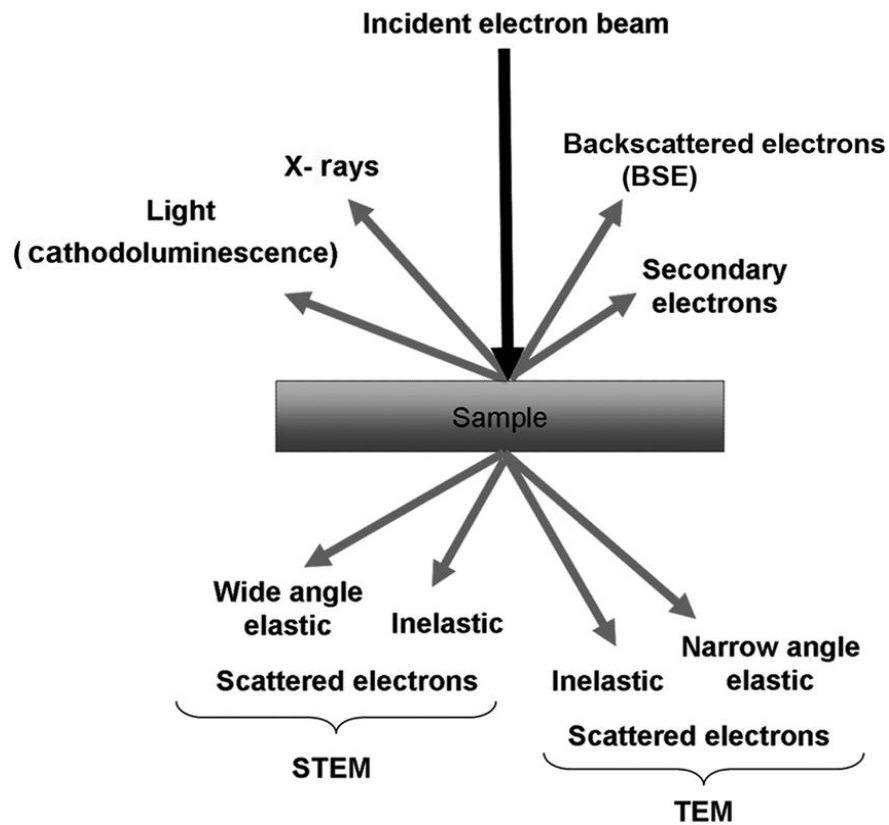 Incident electron beam
Backscattered electrons
(BSE)
X- rays
Light
(cathodoluminescence)
Secondary
electrons
Sample
Wide angle
elastic
Inelastic
Scattered electrons
STEM
Inelastic
Narrow angle
elastic
Scattered electrons
TEM